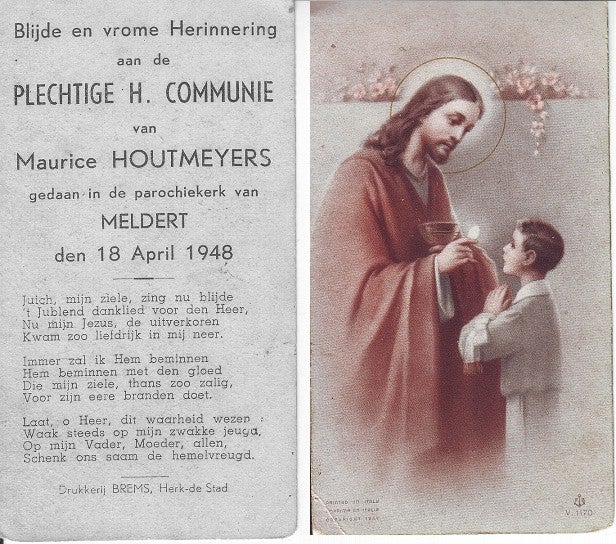 Blijde en vrome Herinnering
aan de
PLECHTIGE H. COMMUNIE
van
Maurice HOUTMEYERS
gedaan in de parochiekerk van
MELDERT
den 18 April 1948
Juich, mijn ziele, zing nu blijde
't Jublend danklied voor den Heer,
Nu mijn Jezus, de uitverkoren
Kwam zoo liefdrijk in mij neer.
Immer zal ik Hem beminnen
Hem beminnen met den gloed
Die mijn ziele, thans zoo zalig,
Voor zijn eere branden doet.
Laat, o Heer, dit waarheid wezen
Waak steeds op mijn zwakke jeugd,
Op mijn Vader, Moeder, allen,
Schenk ons saam de hemelvreugd.
Drukkerij BREMS, Herk-de Stad
PRINTED IN ITALY
COPYRIGHT
V. 1170